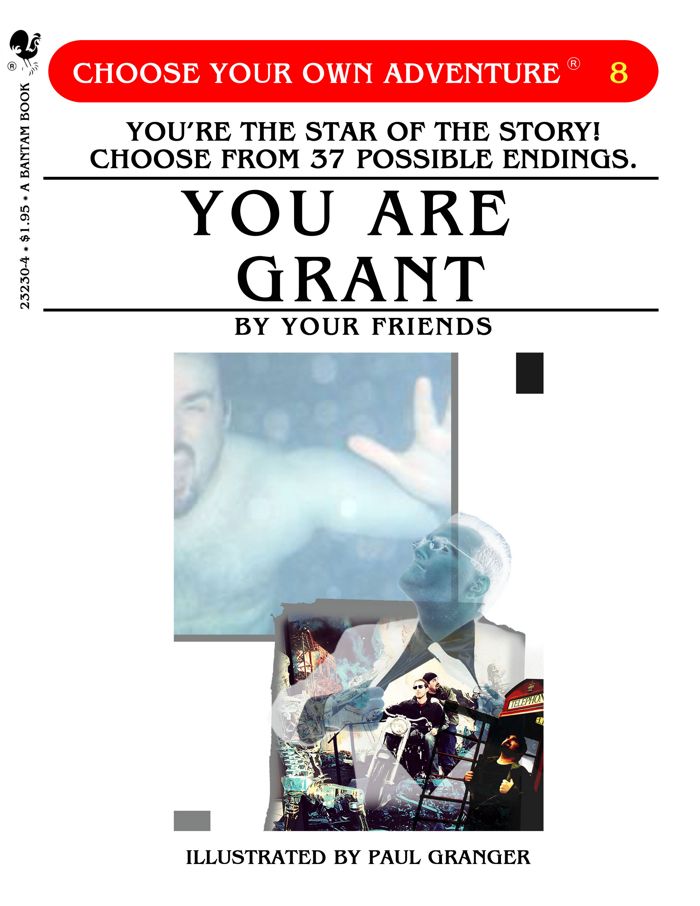 CHOOSE YOUR OWN ADVENTURE ® 8
YOU'RE THE STAR OF THE STORY!
CHOOSE FROM 37 POSSIBLE ENDINGS.
YOU ARE
GRANT
BY YOUR FRIENDS
® 23230-4 • $1.95 • A BANTAM BOOK
TELEPHON
ILLUSTRATED BY PAUL GRANGER